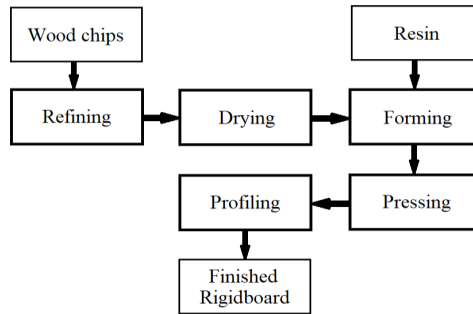 Wood chips
Resin
Refining
Drying
Forming
Profiling
Pressing
Finished
Rigidboard